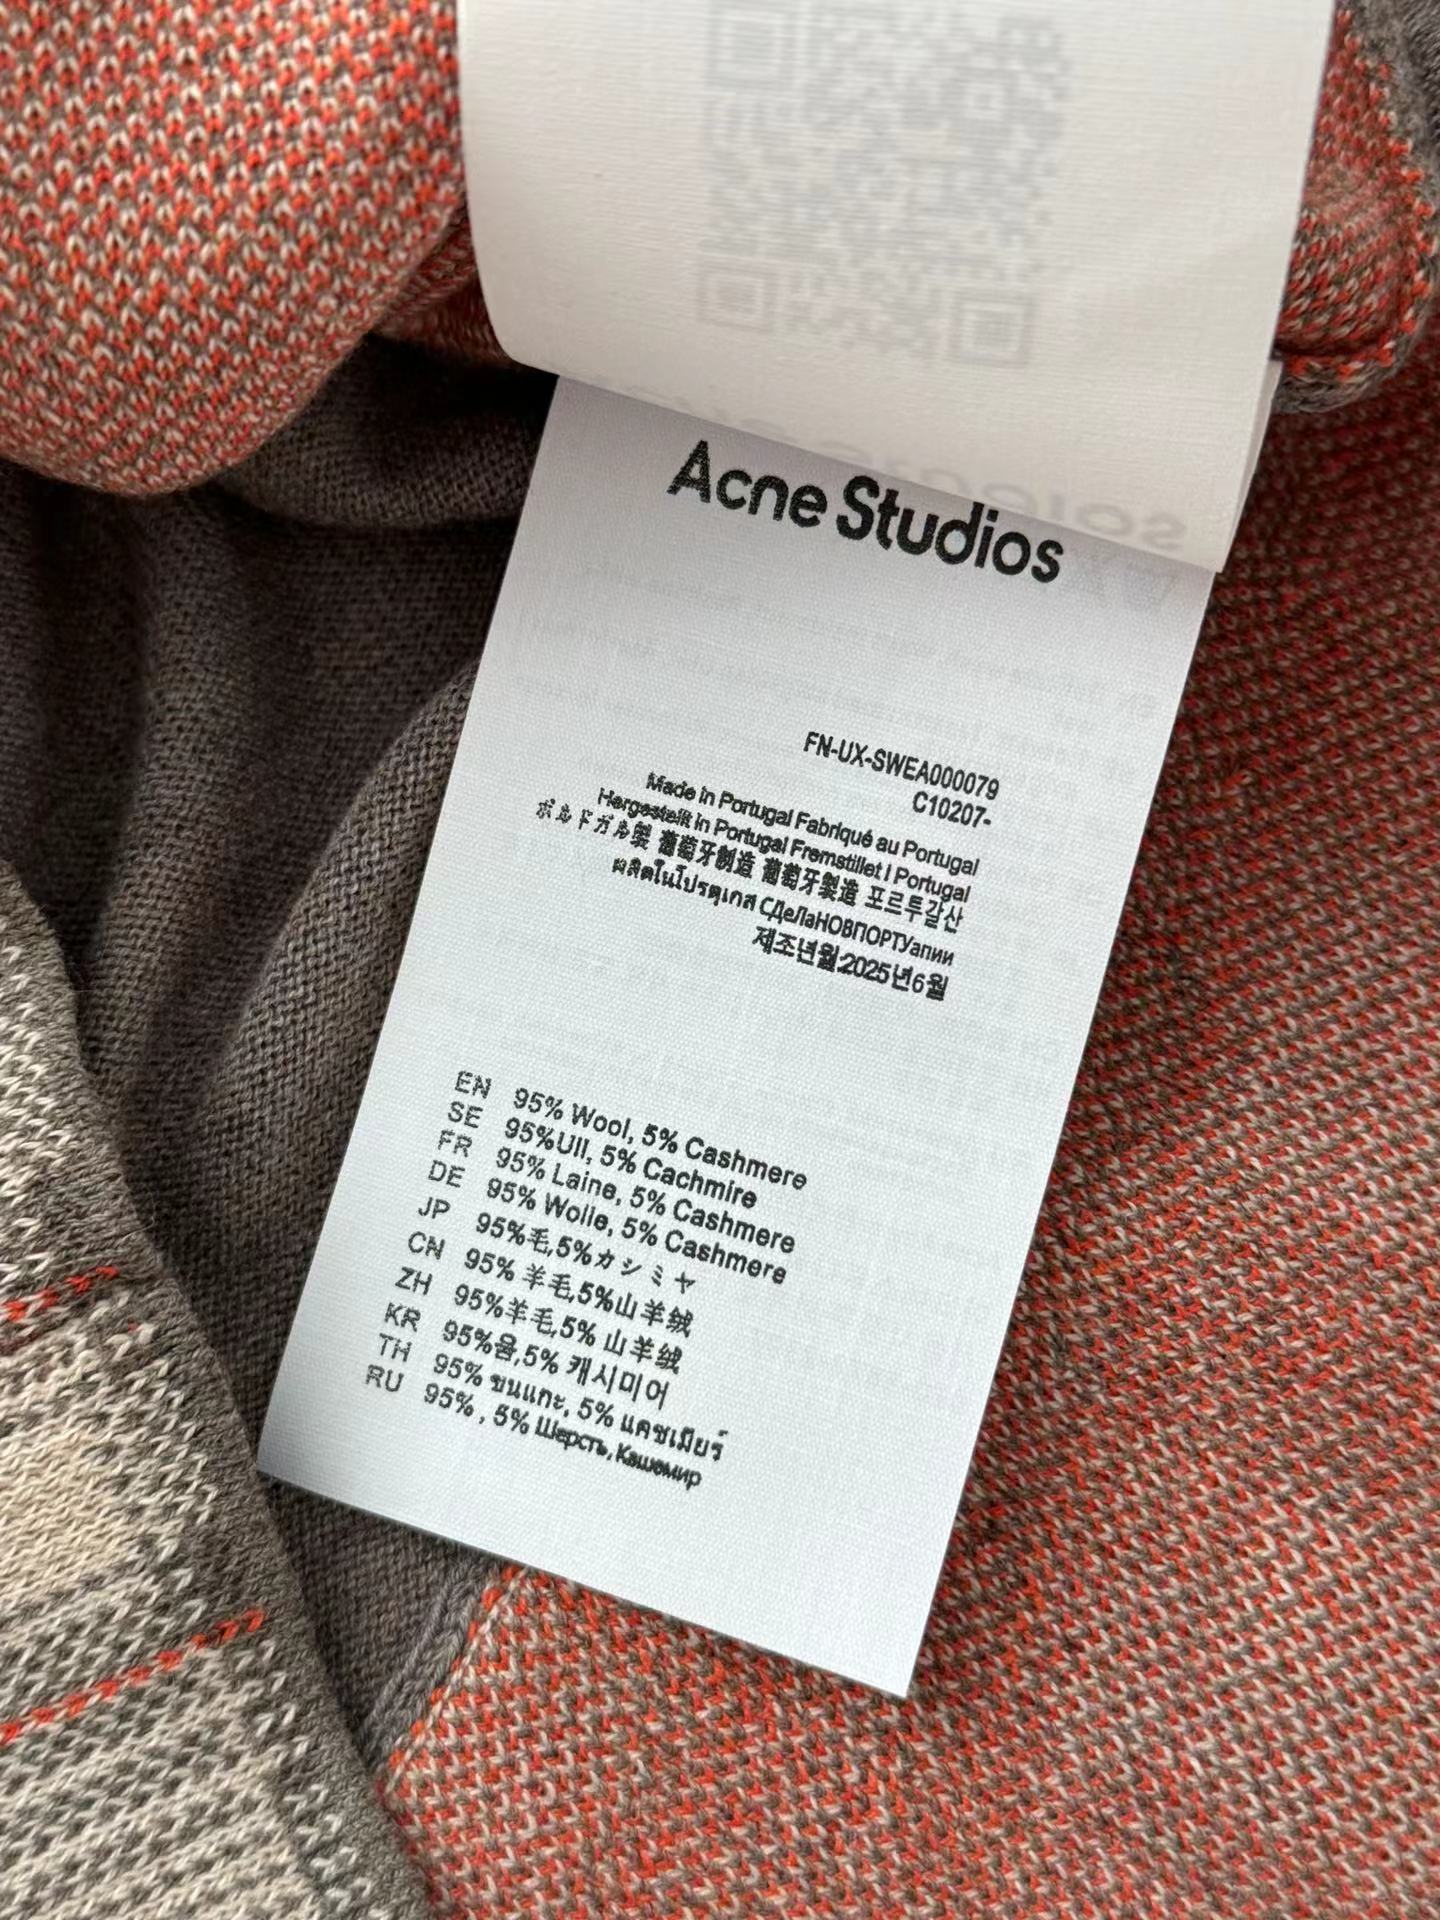 Acne Studios
FN-UX-SWEA000079
C10207-
Made in Portugal Fabriqué au Portugal
Hergestellt in Portugal Fremstillet I Portugal
ポルトガル製 葡萄牙制造 葡萄牙製造 포르투갈산
ผลิตในโปรตุเกส СДеЛаНОВПОРТУапии
제조년월:2025년6월
EN 95% Wool, 5% Cashmere
SE 95%Ull, 5% Cachmire
FR 95% Laine, 5% Cashmere
DE 95% Wolle, 5% Cashmere
JP 95%毛,5%カシミヤ
CN 95% 羊毛,5%山羊绒
ZH 95%羊毛,5% 山羊绒
KR 95%울,5% 캐시미어
TH 95% ขนแกะ, 5% แคชเมียร์
RU 95% , 5% Шерсть, Кашемир